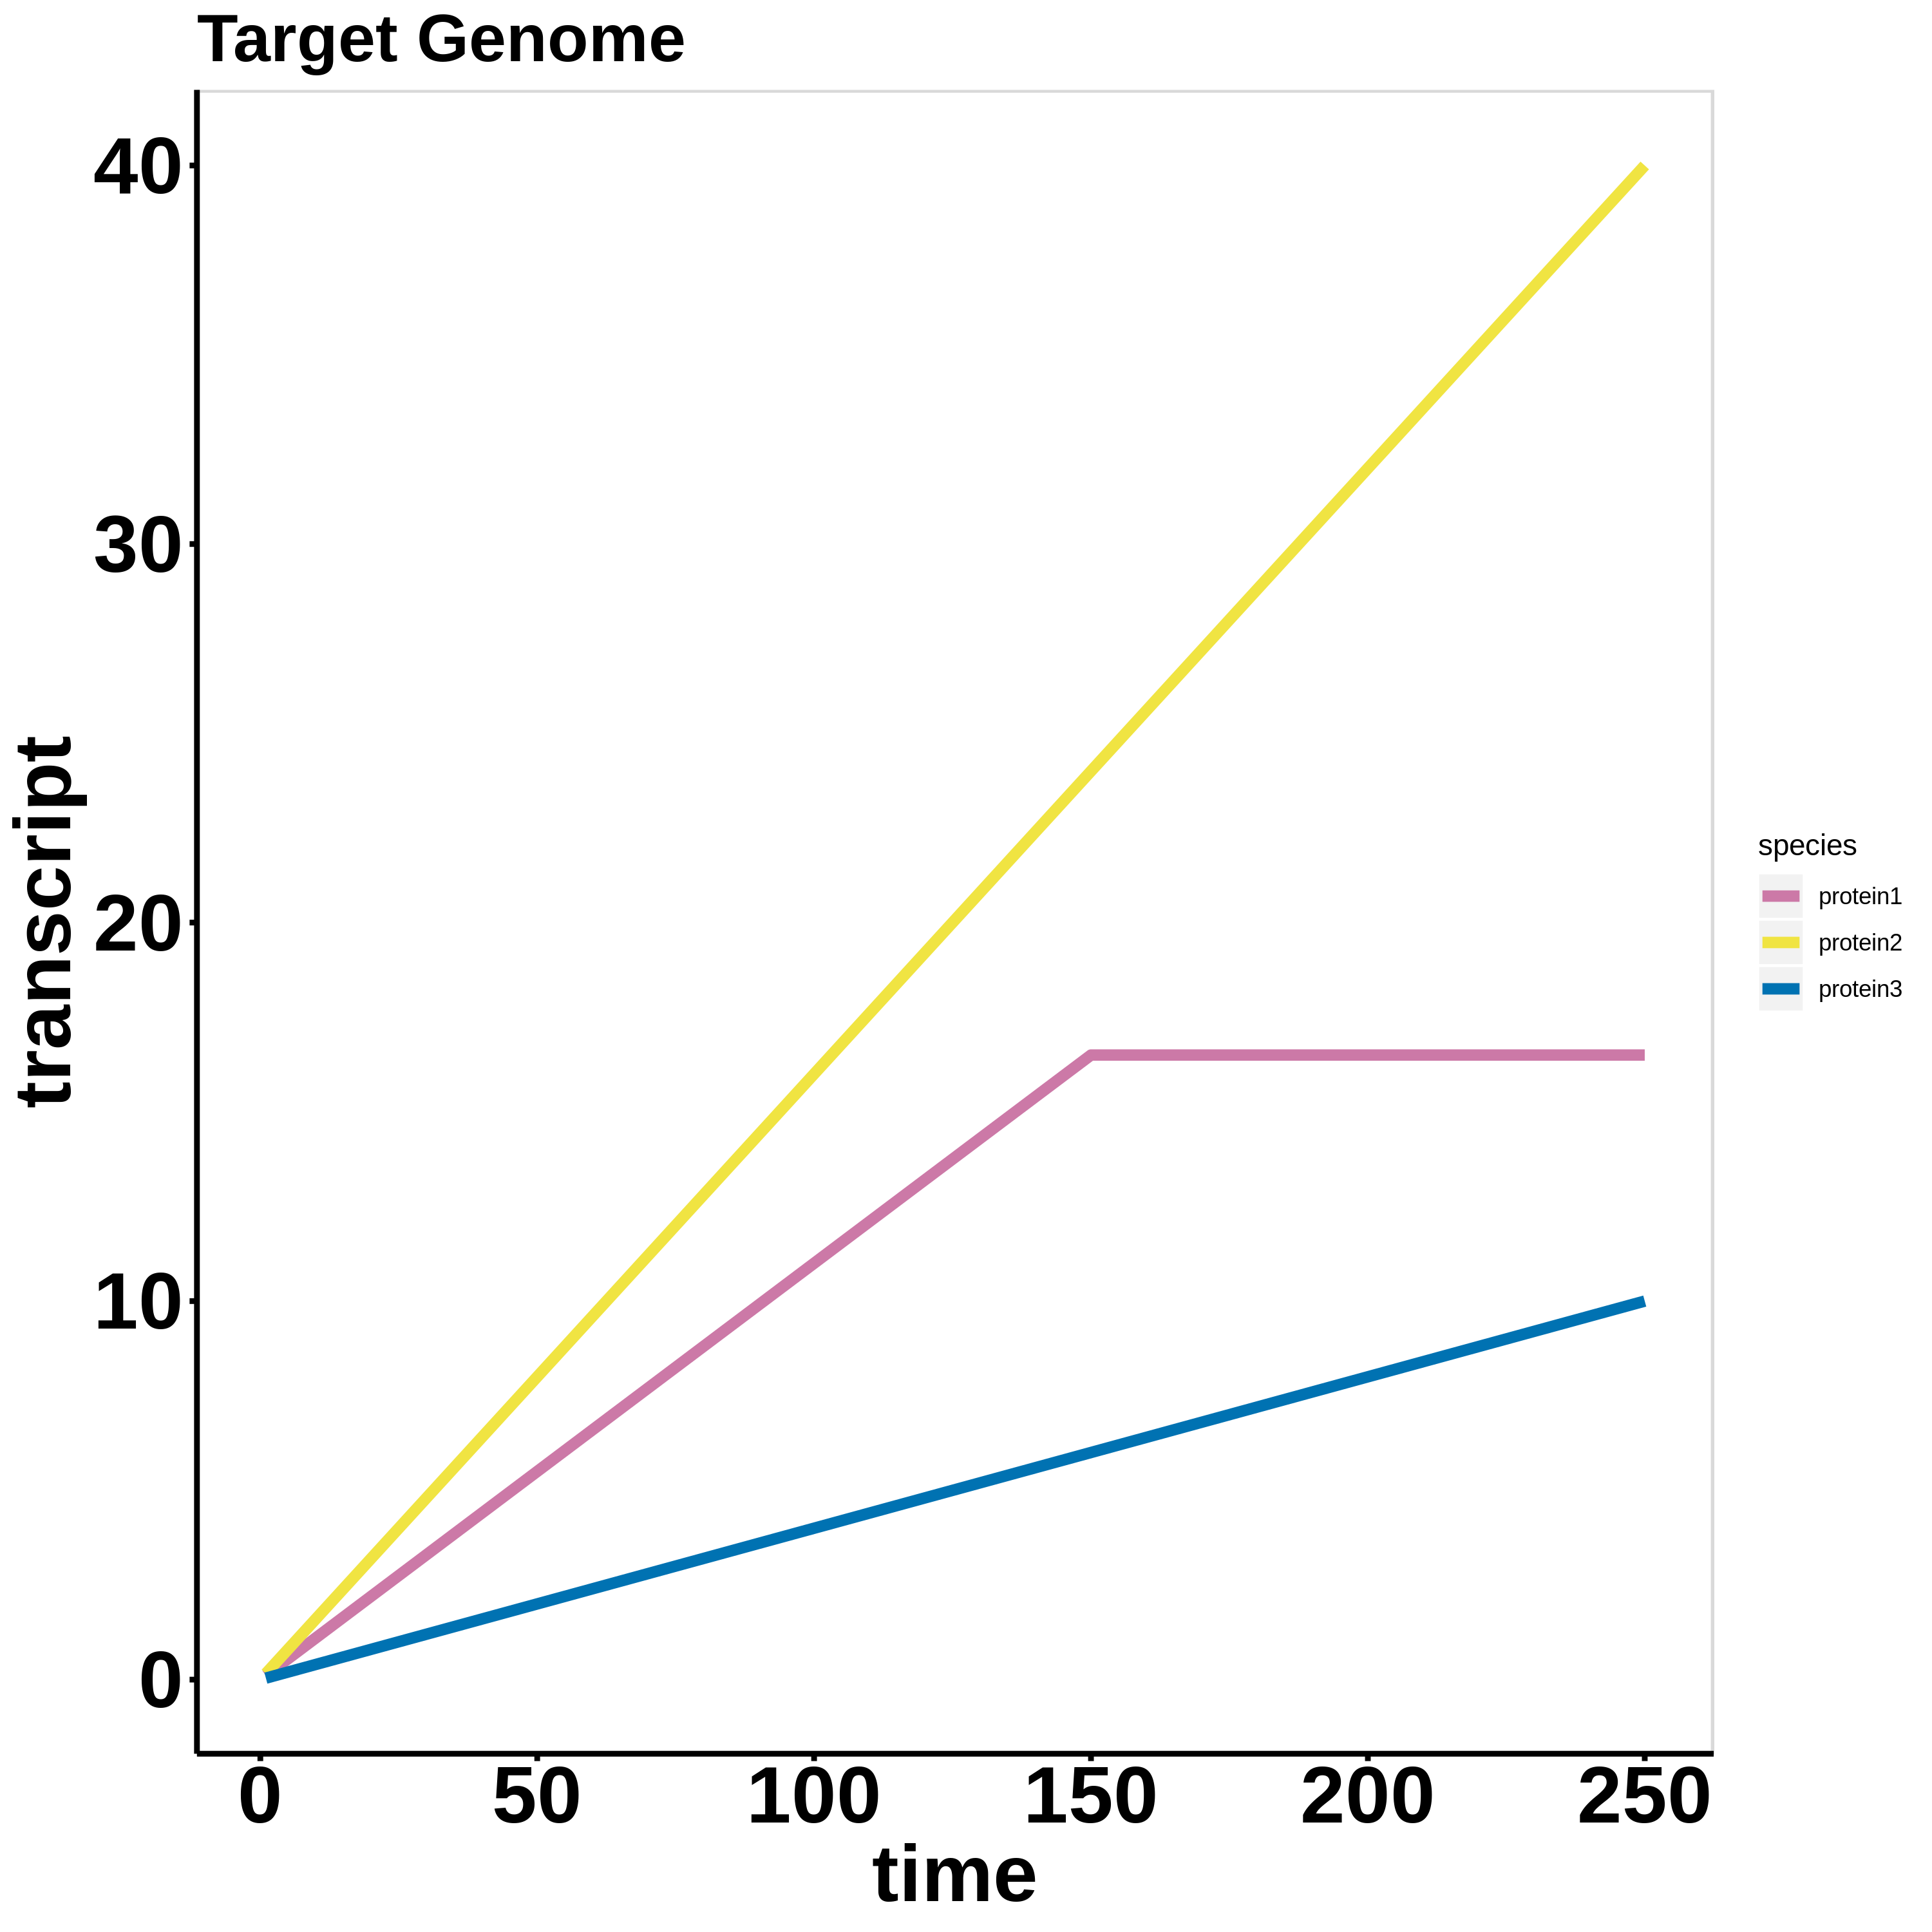 Target Genome
40
30
20
10
0
transcript
0 50 100 150 200 250
time
species
protein1
protein2
protein3